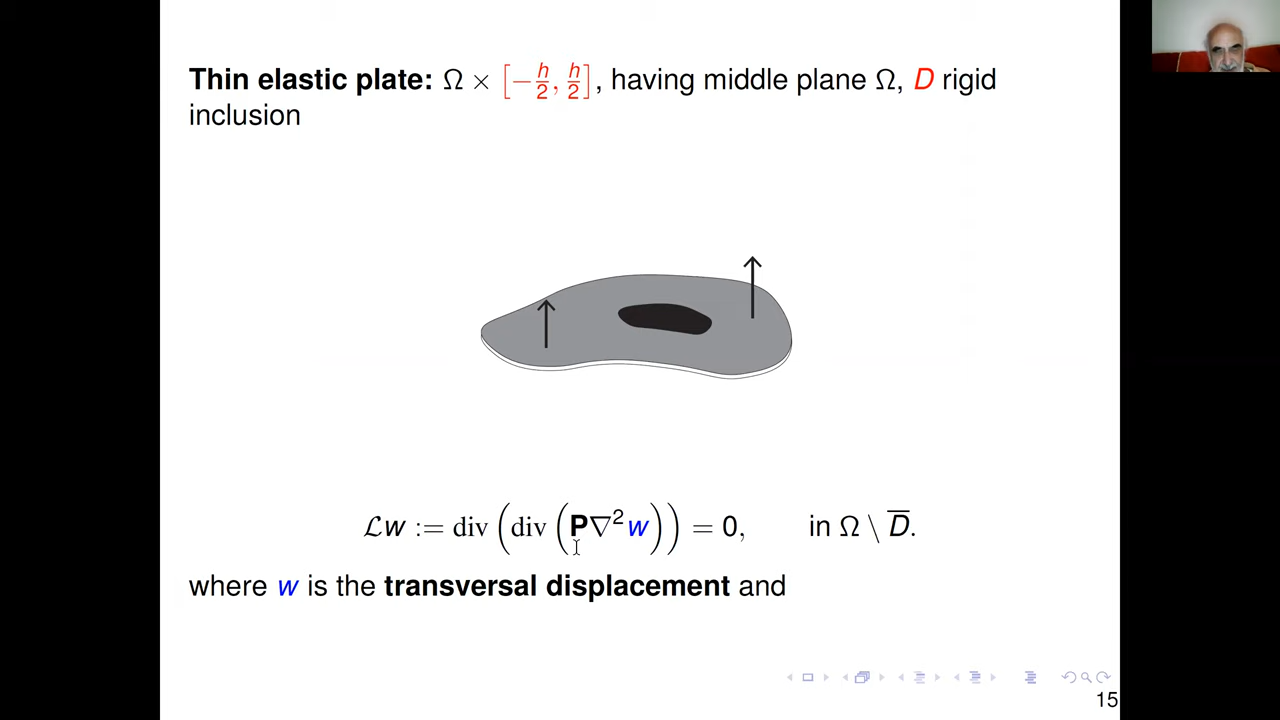 Thin elastic plate: Ω × [−h/2, h/2], having middle plane Ω, D rigid
inclusion
ℒw := div(div(P∇²w)) = 0,   in Ω \ D̅.
where w is the transversal displacement and
15